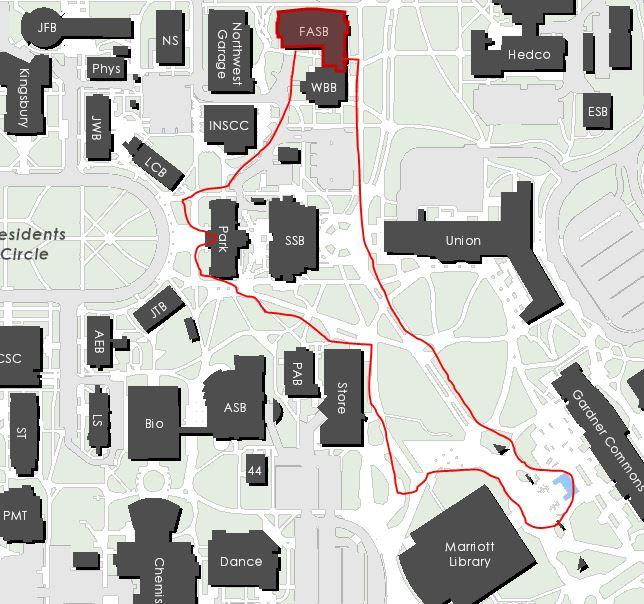 JFB
NS
Northwest
Garage
FASB
Hedco
Kingsbury
Phys
WBB
ESB
JWB
INSCC
LCB
esidents
Circle
Park
SSB
Union
JTB
AEB
CSC
PAB
Store
ASB
LS
Bio
ST
Gardner Commons
44
PMT
Marriott
Library
Dance
Chemis